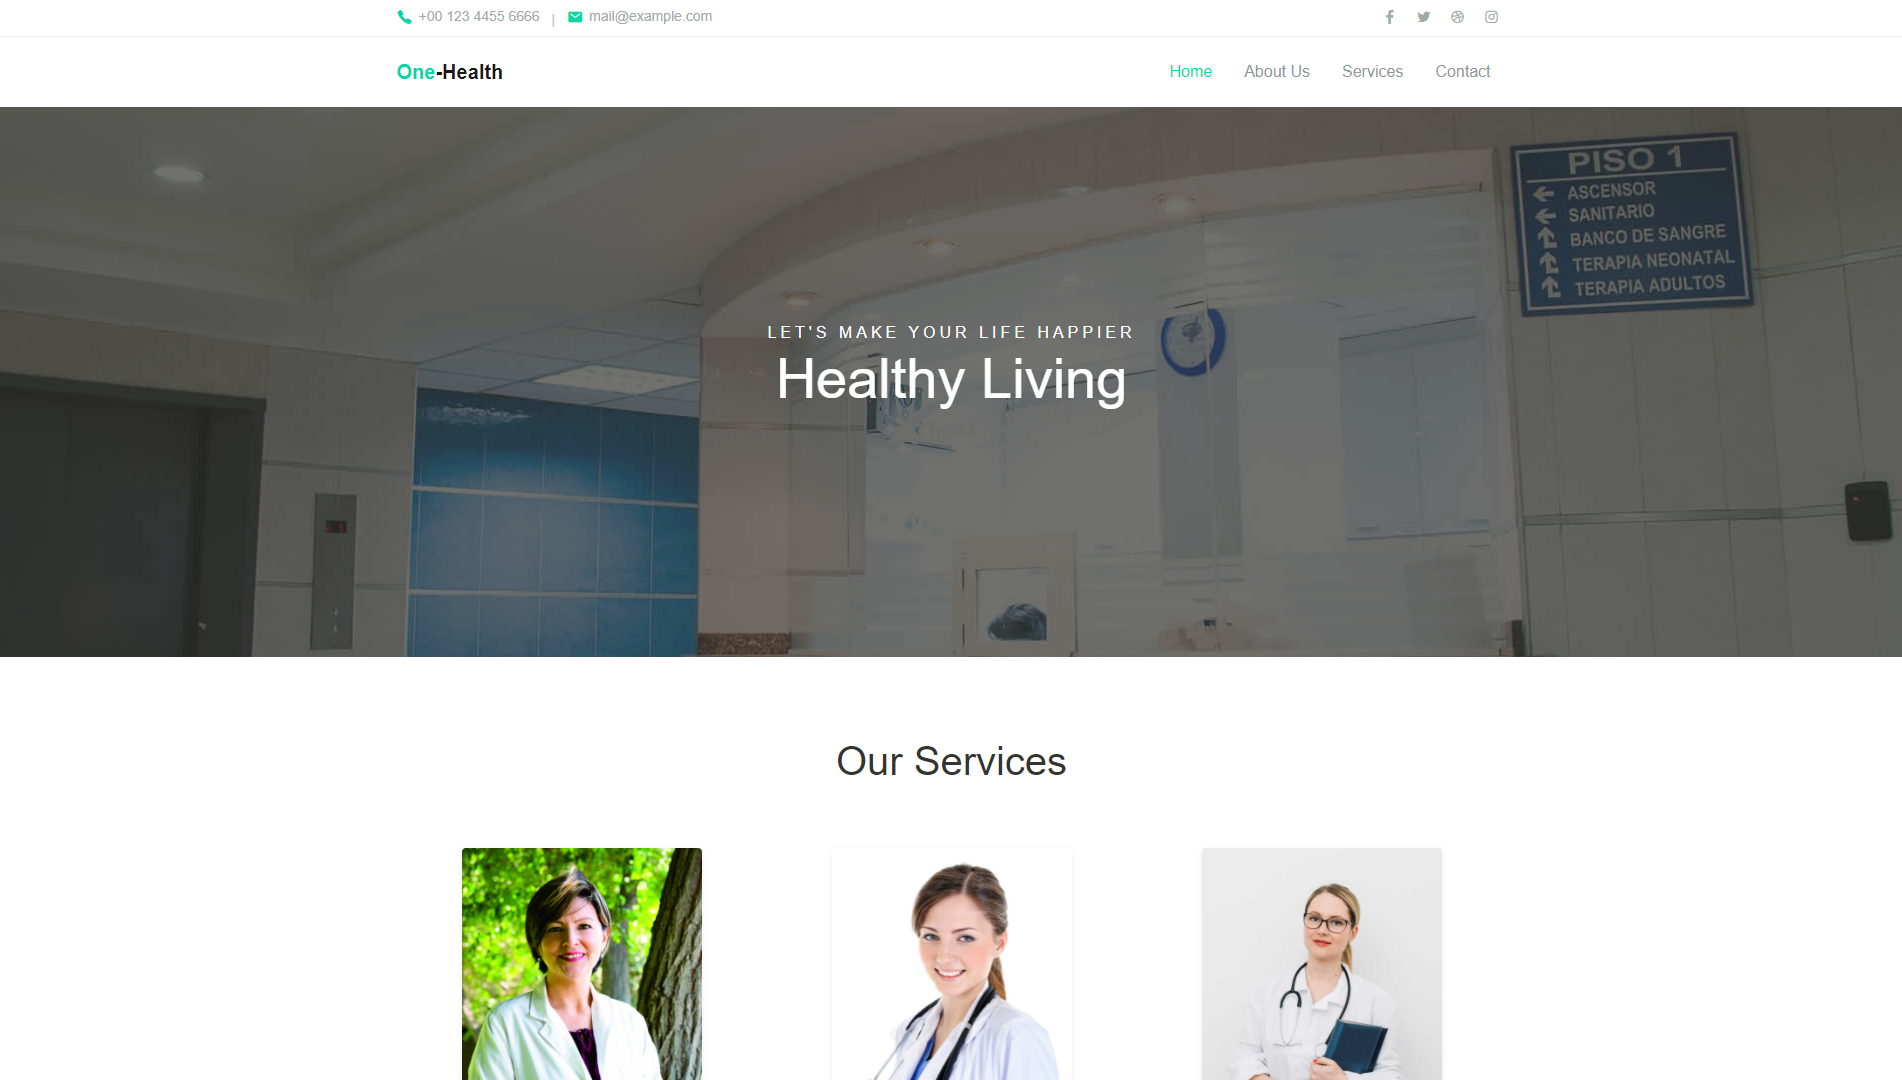 +00 123 4455 6666 | mail@example.com
One-Health
Home About Us Services Contact
PISO 1
ASCENSOR
SANITARIO
BANCO DE SANGRE
TERAPIA NEONATAL
TERAPIA ADULTOS
LET'S MAKE YOUR LIFE HAPPIER
Healthy Living
Our Services